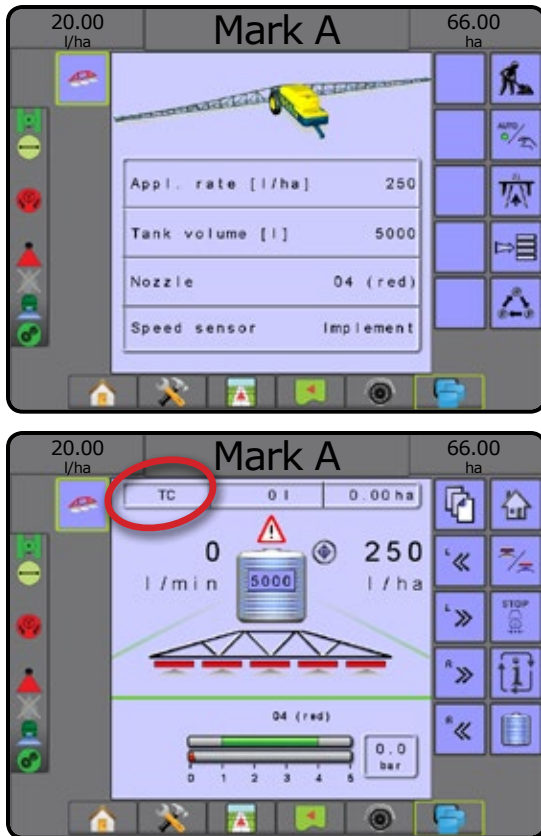 20.00 Mark A 66.00
l/ha ha
AUTO
Appl. rate [l/ha] 250
Tank volume [l] 5000
Nozzle 04 (red)
Speed sensor Implement
20.00 Mark A 66.00
l/ha ha
TC 0 l 0.00 ha
0 250
l/min 5000 l/ha
L
L STOP
R i
R
04 (red)
0.0
bar
0 1 2 3 4 5